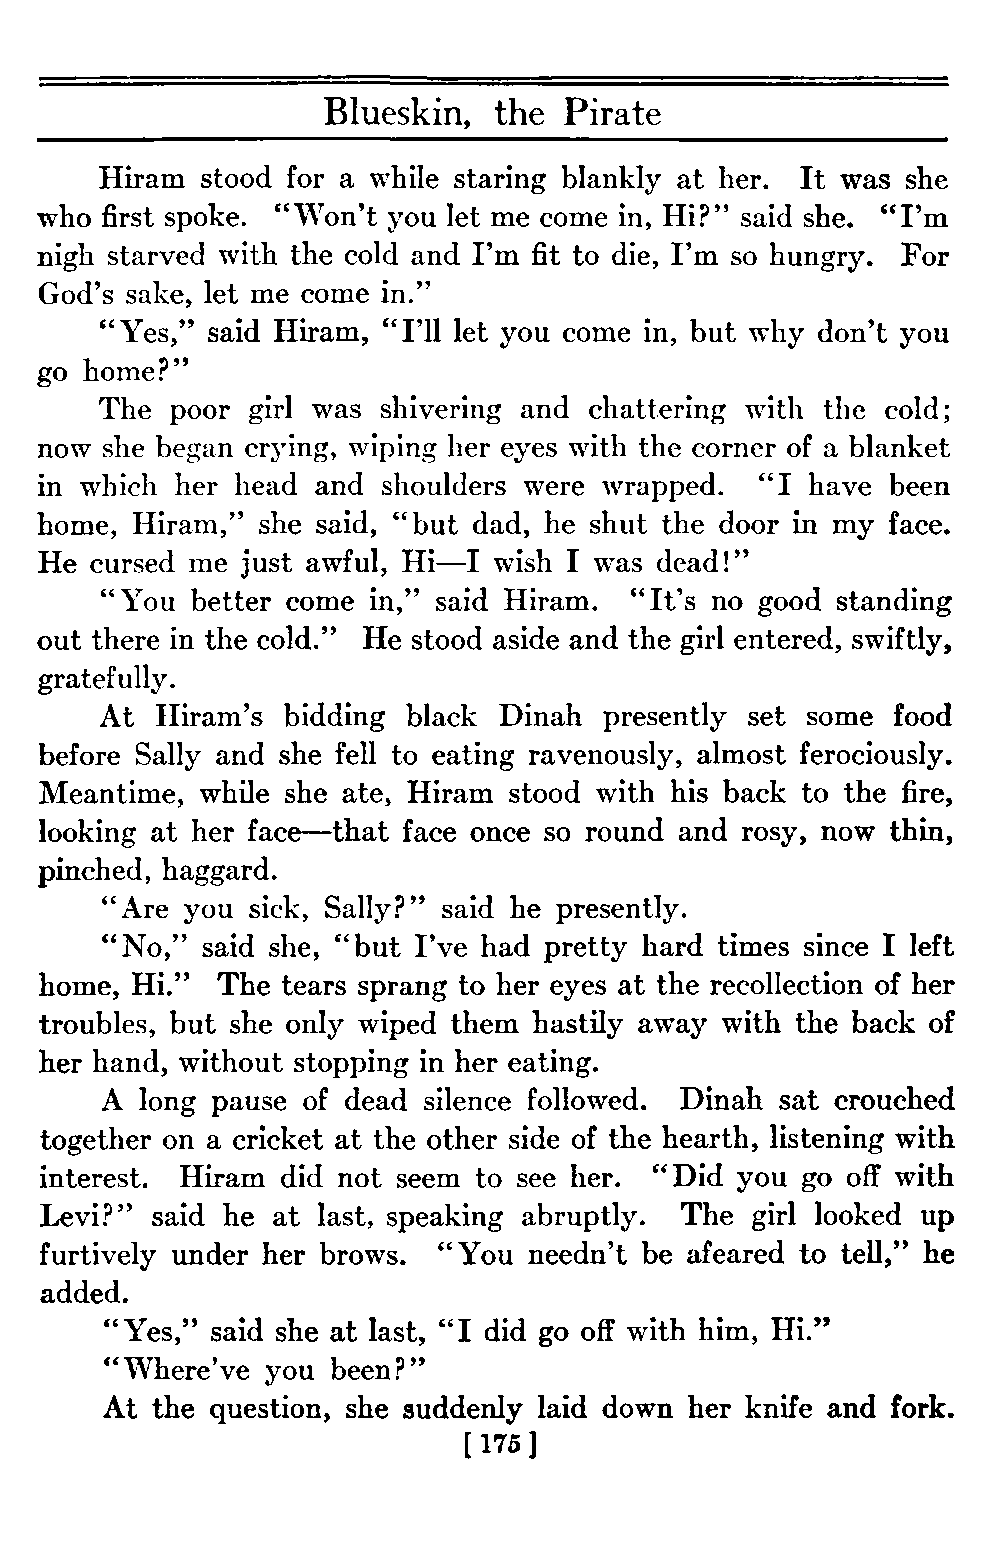 Blueskin, the Pirate
Hiram stood for a while staring blankly at her. It was she
who first spoke. “Won't you let me come in, Hi?” said she. “I'm
nigh starved with the cold and I'm fit to die, I'm so hungry. For
God's sake, let me come in.”
“Yes,” said Hiram, “I'll let you come in, but why don't you
go home?”
The poor girl was shivering and chattering with the cold;
now she began crying, wiping her eyes with the corner of a blanket
in which her head and shoulders were wrapped. “I have been
home, Hiram,” she said, “but dad, he shut the door in my face.
He cursed me just awful, Hi—I wish I was dead!”
“You better come in,” said Hiram. “It's no good standing
out there in the cold.” He stood aside and the girl entered, swiftly,
gratefully.
At Hiram's bidding black Dinah presently set some food
before Sally and she fell to eating ravenously, almost ferociously.
Meantime, while she ate, Hiram stood with his back to the fire,
looking at her face—that face once so round and rosy, now thin,
pinched, haggard.
“Are you sick, Sally?” said he presently.
“No,” said she, “but I've had pretty hard times since I left
home, Hi.” The tears sprang to her eyes at the recollection of her
troubles, but she only wiped them hastily away with the back of
her hand, without stopping in her eating.
A long pause of dead silence followed. Dinah sat crouched
together on a cricket at the other side of the hearth, listening with
interest. Hiram did not seem to see her. “Did you go off with
Levi?” said he at last, speaking abruptly. The girl looked up
furtively under her brows. “You needn't be afeared to tell,” he
added.
“Yes,” said she at last, “I did go off with him, Hi.”
“Where've you been?”
At the question, she suddenly laid down her knife and fork.
[ 175 ]